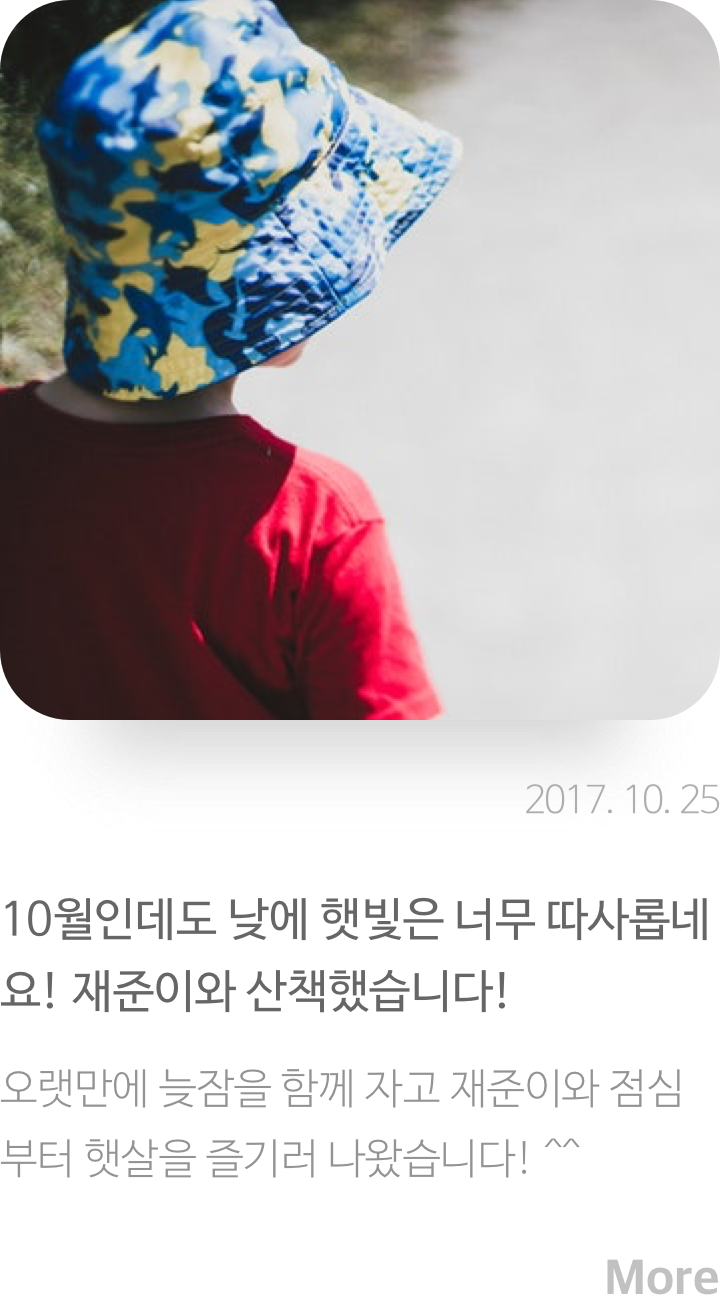 2017. 10. 25
10월인데도 낮에 햇빛은 너무 따사롭네
요! 재준이와 산책했습니다!
오랫만에 늦잠을 함께 자고 재준이와 점심
부터 햇살을 즐기러 나왔습니다! ^^
More